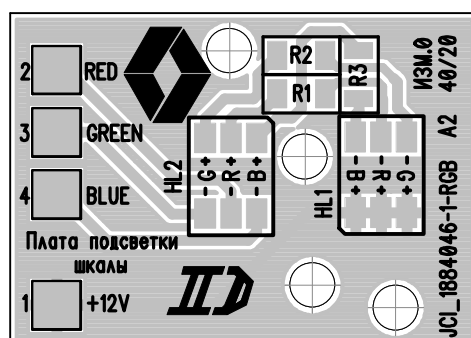 2 RED
3 GREEN
4 BLUE
Плата подсветки
шкалы
1 +12V
HL2
-G+
-R+
-B+
R2
R1
R3
HL1
-B+
-R+
-G+
ИЗМ.0
40/20
JCI_1884046-1-RGB A2